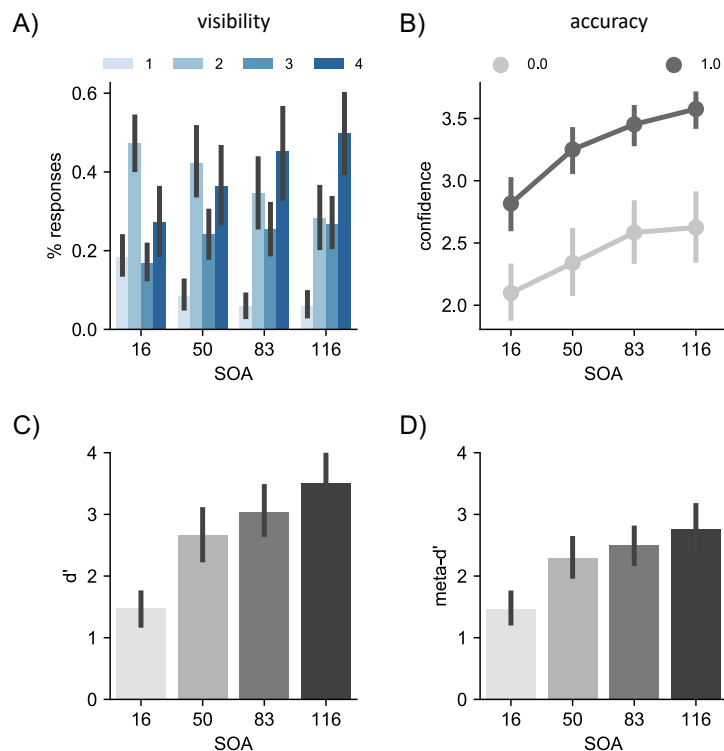 A) visibility
1 2 3 4
% responses
0.6
0.4
0.2
0.0
16 50 83 116
SOA
B) accuracy
0.0 1.0
confidence
3.5
3.0
2.5
2.0
16 50 83 116
SOA
C)
d'
4
3
2
1
0
16 50 83 116
SOA
D)
meta-d'
4
3
2
1
0
16 50 83 116
SOA